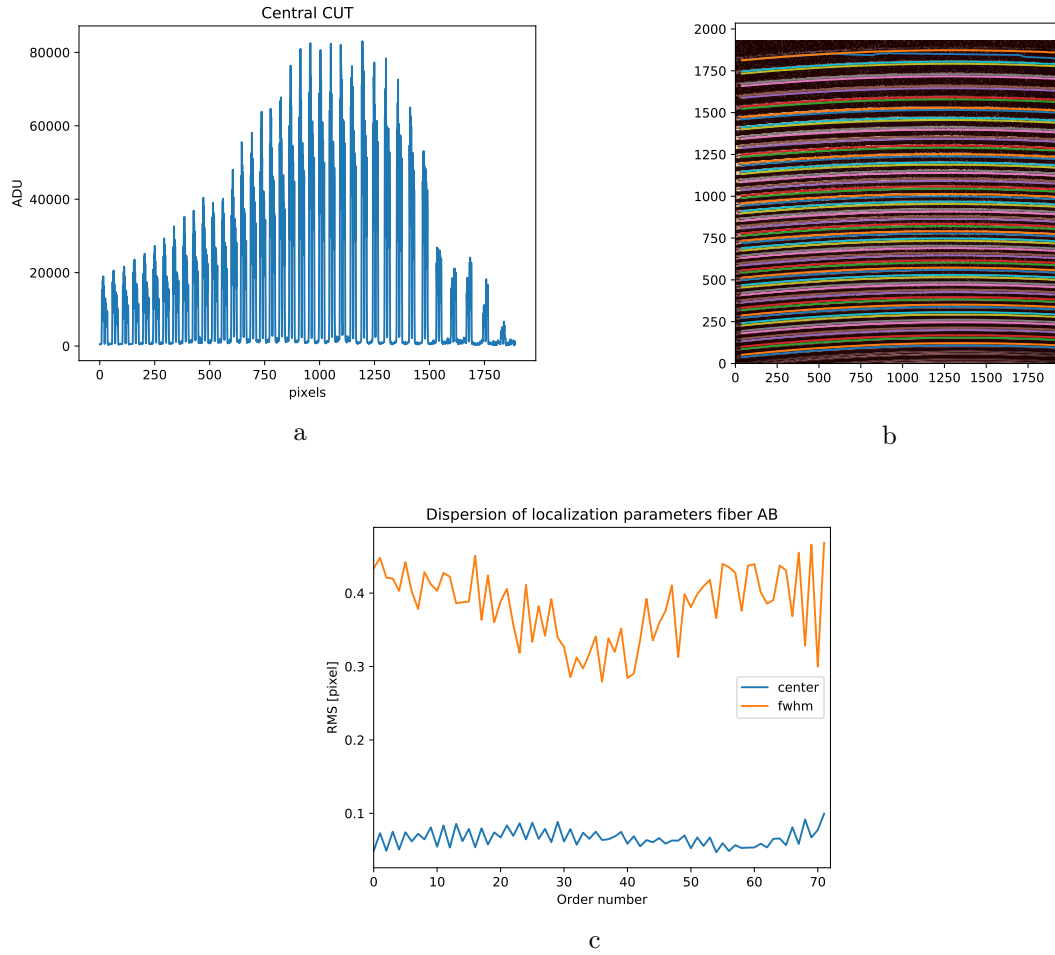 Central CUT
80000
60000
40000
20000
0
ADU
0 250 500 750 1000 1250 1500 1750
pixels
a
2000
1750
1500
1250
1000
750
500
250
0
0 250 500 750 1000 1250 1500 1750
b
Dispersion of localization parameters fiber AB
0.4
0.3
0.2
0.1
RMS [pixel]
center
fwhm
0 10 20 30 40 50 60 70
Order number
c